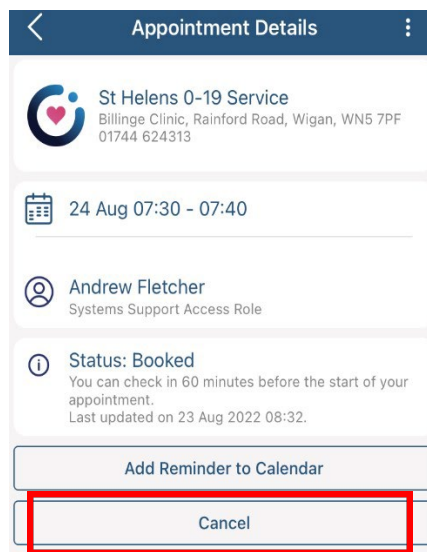 Appointment Details
St Helens 0-19 Service
Billinge Clinic, Rainford Road, Wigan, WN5 7PF
01744 624313
24 Aug 07:30 - 07:40
Andrew Fletcher
Systems Support Access Role
Status: Booked
You can check in 60 minutes before the start of your
appointment.
Last updated on 23 Aug 2022 08:32.
Add Reminder to Calendar
Cancel